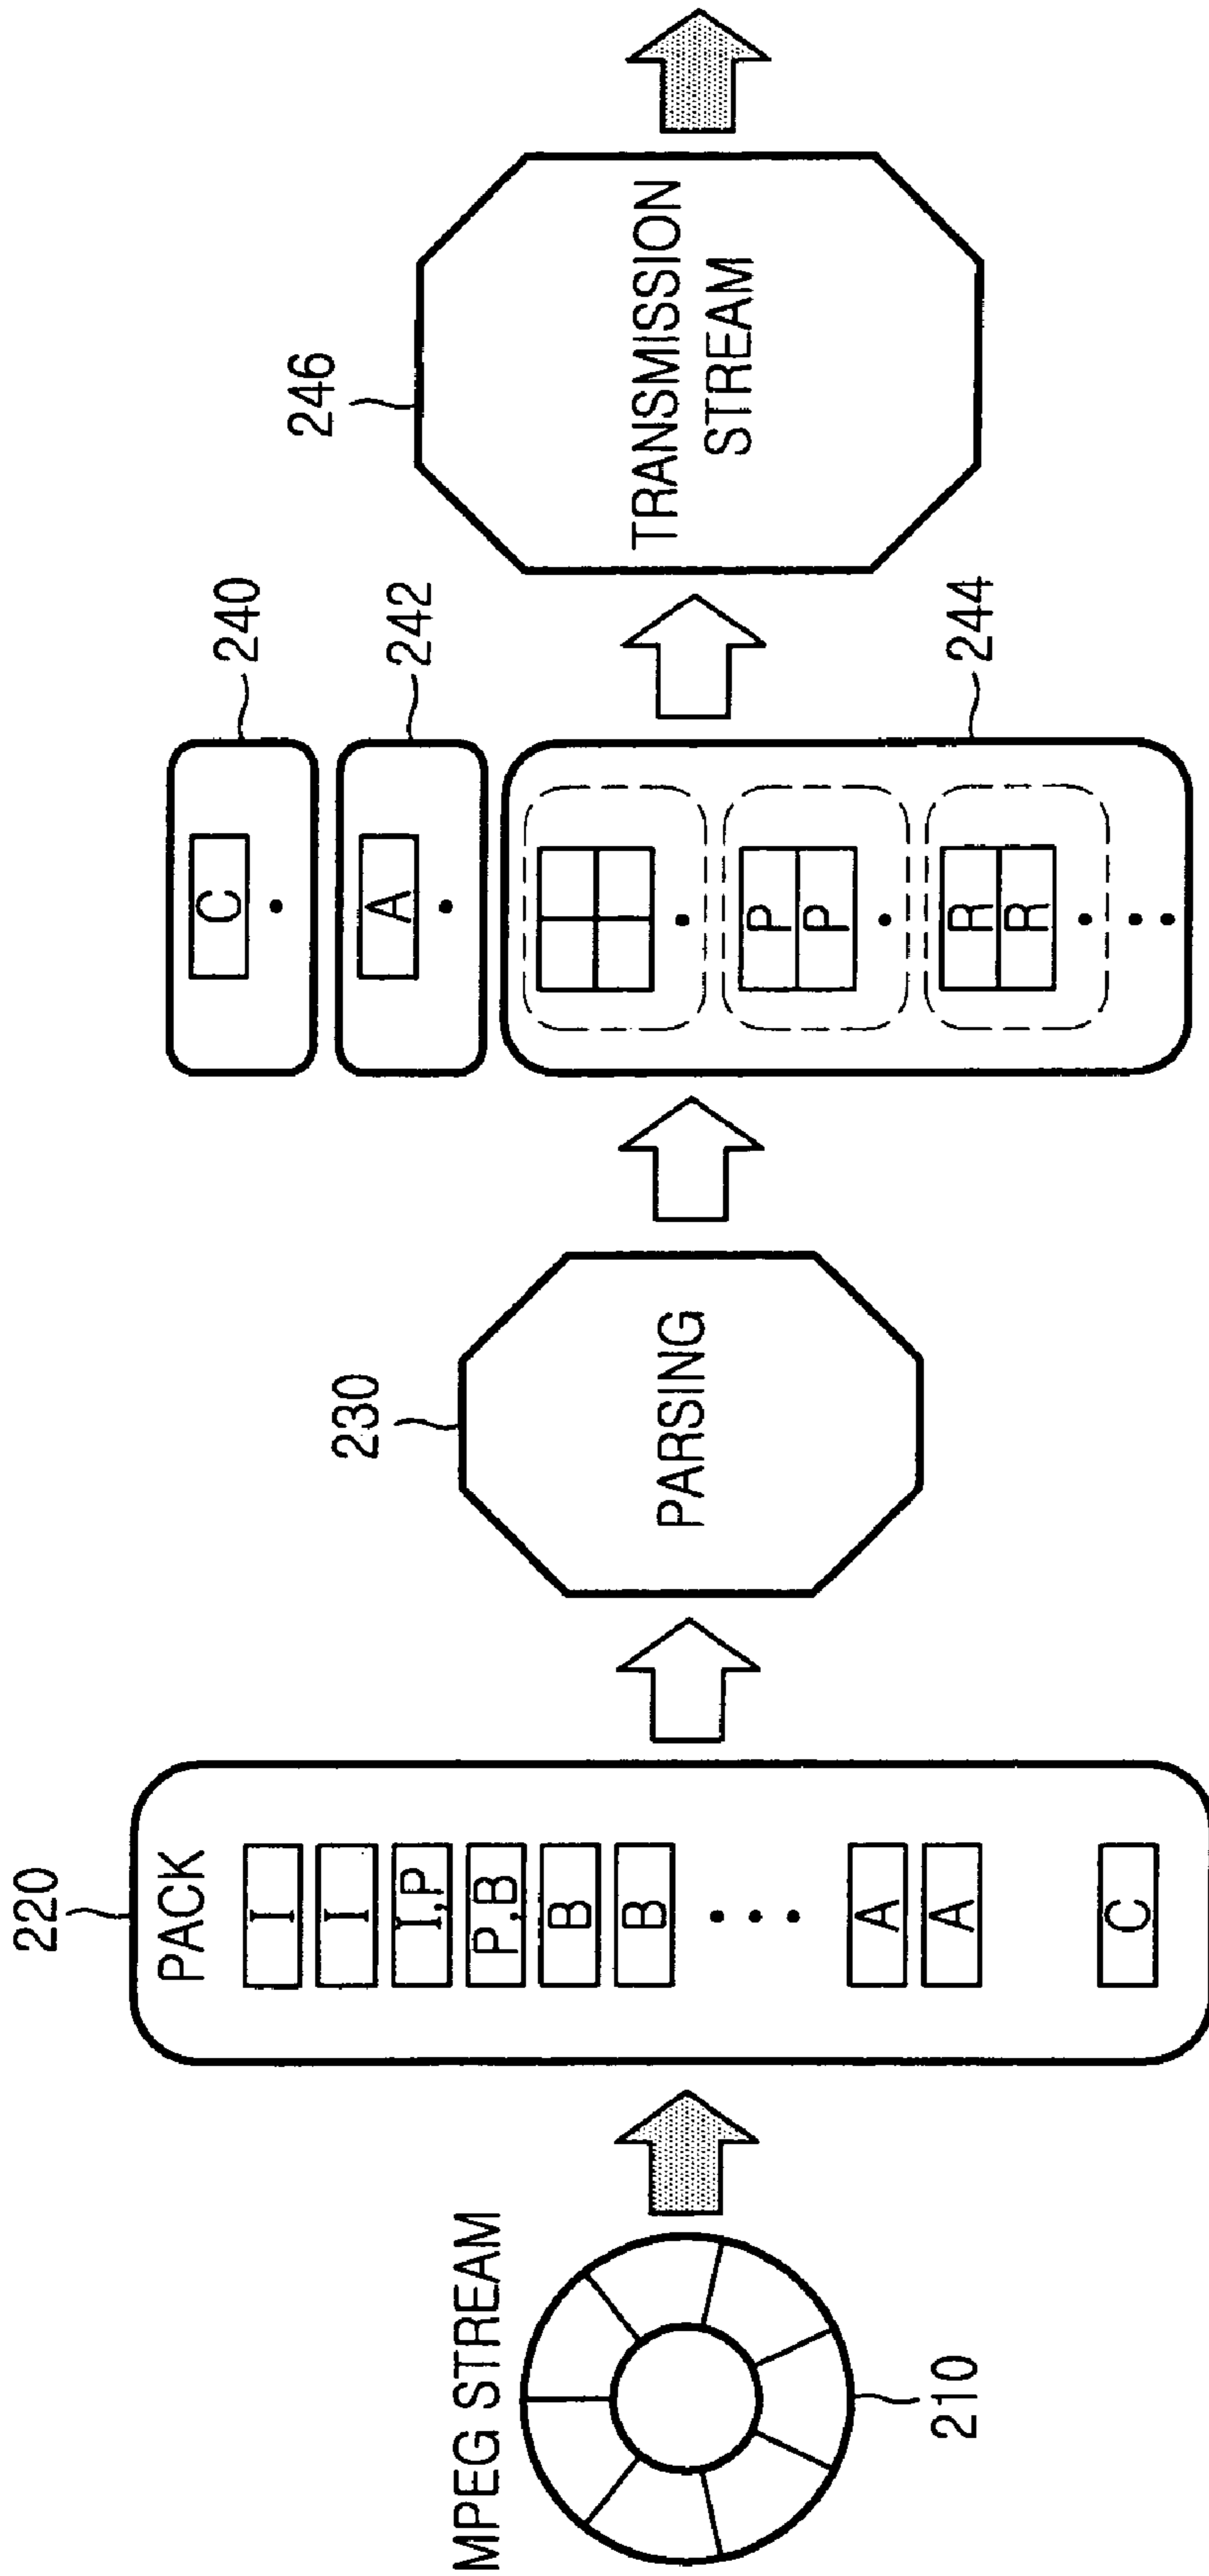 MPEG STREAM
210
220
PACK
I
I
I,P
P,B
B
B
A
A
C
230
PARSING
240
C
242
A
244
P
P
R
R
246
TRANSMISSION
STREAM